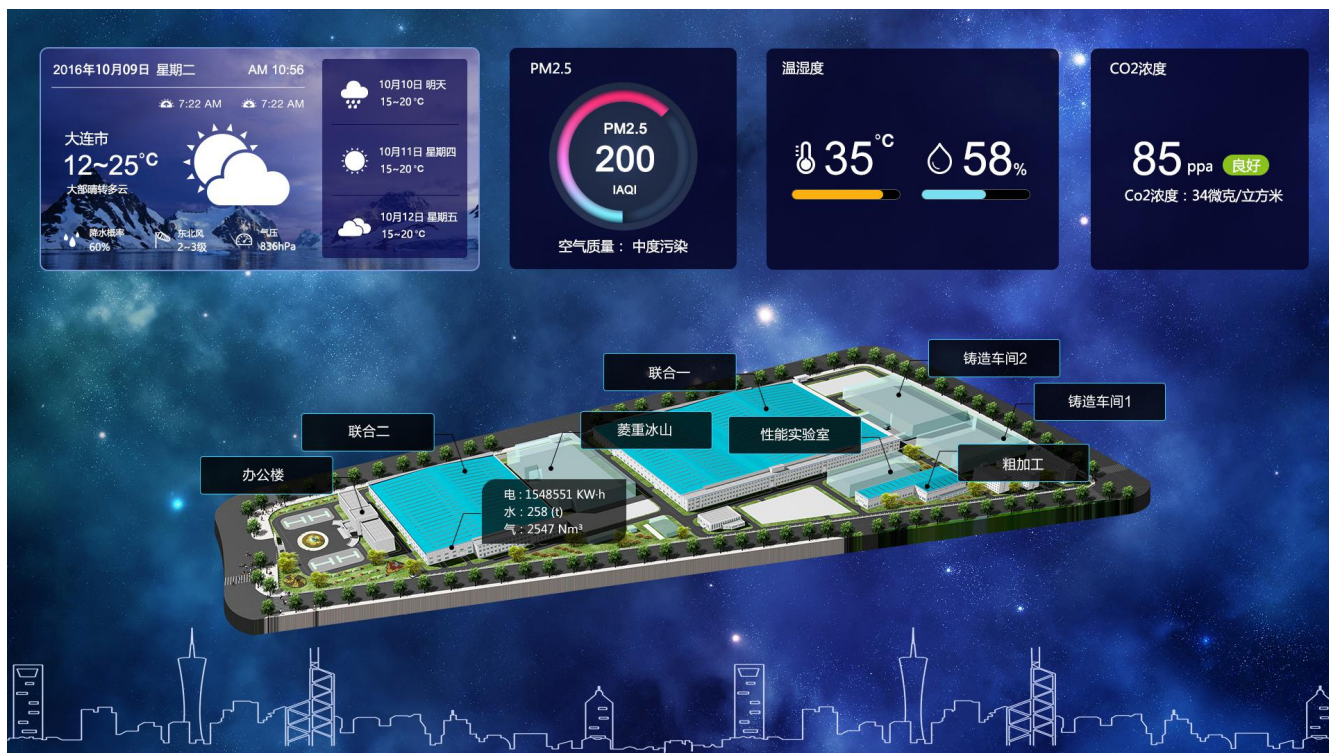 2016年10月09日 星期二 AM 10:56
7:22 AM 7:22 AM
大连市
12~25°C
大部晴转多云
降水概率
60%
东北风
2~3级
气压
836hPa
10月10日 明天
15~20 °C
10月11日 星期四
15~20 °C
10月12日 星期五
15~20 °C
PM2.5
PM2.5
200
IAQI
空气质量： 中度污染
温湿度
35°C
58%
CO2浓度
85 ppa 良好
Co2浓度：34微克/立方米
铸造车间2
联合一
铸造车间1
联合二
菱重冰山
性能实验室
粗加工
办公楼
电 : 1548551 KW·h
水 : 258 (t)
气 : 2547 Nm³